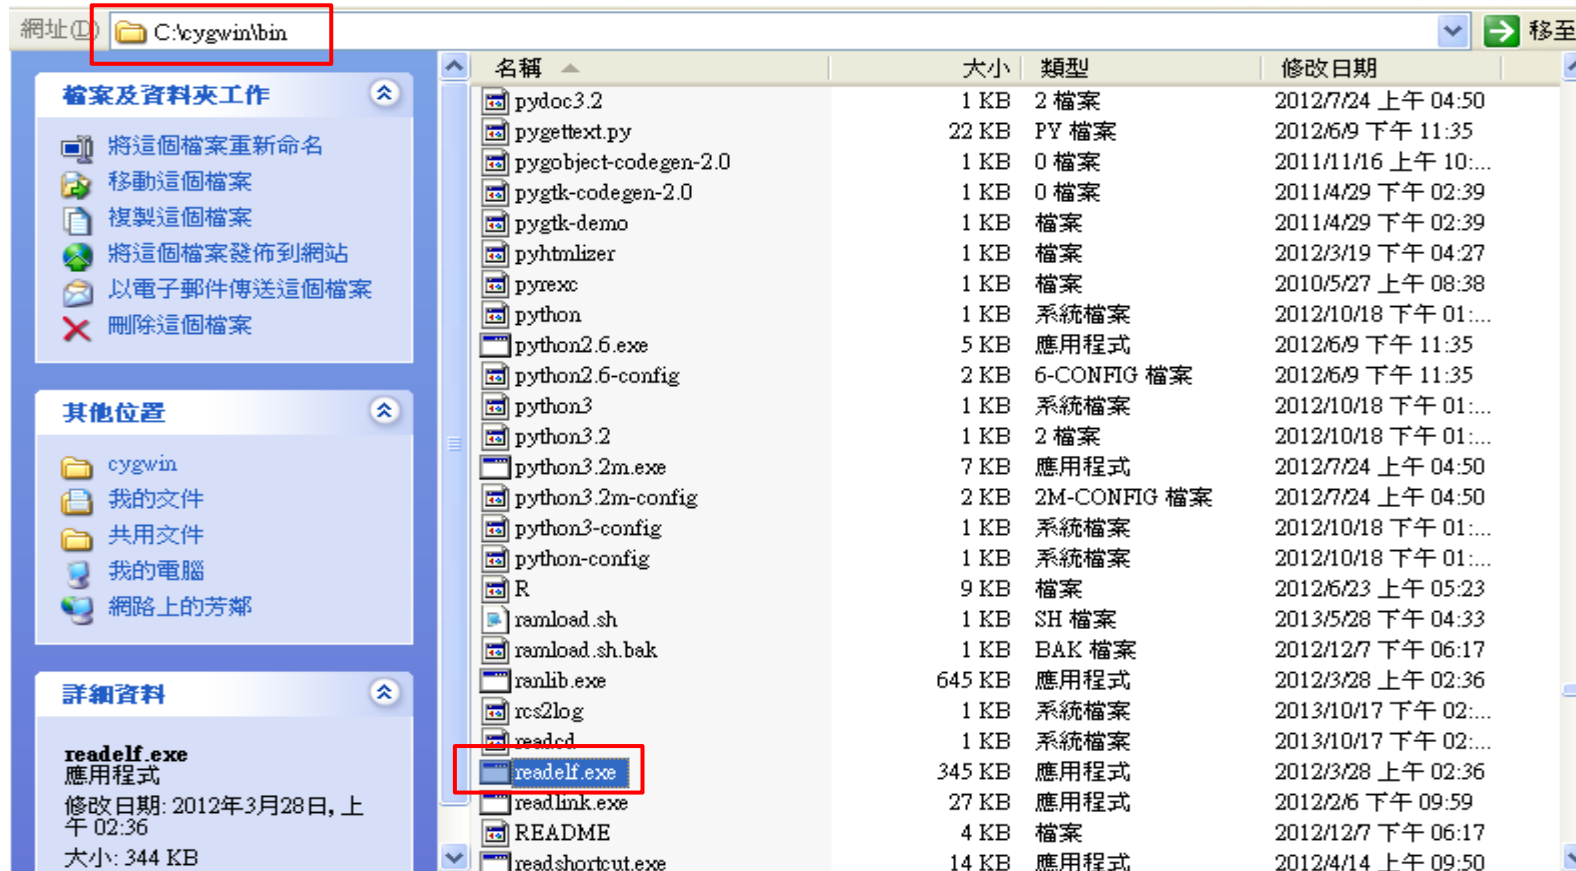 網址(D) C:\cygwin\bin 移至
檔案及資料夾工作
將這個檔案重新命名
移動這個檔案
複製這個檔案
將這個檔案發佈到網站
以電子郵件傳送這個檔案
刪除這個檔案
其他位置
cygwin
我的文件
共用文件
我的電腦
網路上的芳鄰
詳細資料
readelf.exe
應用程式
修改日期: 2012年3月28日, 上
午 02:36
大小: 344 KB
名稱 大小 類型 修改日期
pydoc3.2 1 KB 2 檔案 2012/7/24 上午 04:50
pygettext.py 22 KB PY 檔案 2012/6/9 下午 11:35
pygobject-codegen-2.0 1 KB 0 檔案 2011/11/16 上午 10:...
pygtk-codegen-2.0 1 KB 0 檔案 2011/4/29 下午 02:39
pygtk-demo 1 KB 檔案 2011/4/29 下午 02:39
pyhtmlizer 1 KB 檔案 2012/3/19 下午 04:27
pyrexc 1 KB 檔案 2010/5/27 上午 08:38
python 1 KB 系統檔案 2012/10/18 下午 01:...
python2.6.exe 5 KB 應用程式 2012/6/9 下午 11:35
python2.6-config 2 KB 6-CONFIG 檔案 2012/6/9 下午 11:35
python3 1 KB 系統檔案 2012/10/18 下午 01:...
python3.2 1 KB 2 檔案 2012/10/18 下午 01:...
python3.2m.exe 7 KB 應用程式 2012/7/24 上午 04:50
python3.2m-config 2 KB 2M-CONFIG 檔案 2012/7/24 上午 04:50
python3-config 1 KB 系統檔案 2012/10/18 下午 01:...
python-config 1 KB 系統檔案 2012/10/18 下午 01:...
R 9 KB 檔案 2012/6/23 上午 05:23
ramload.sh 1 KB SH 檔案 2013/5/28 下午 04:33
ramload.sh.bak 1 KB BAK 檔案 2012/12/7 下午 06:17
ranlib.exe 645 KB 應用程式 2012/3/28 上午 02:36
rcs2log 1 KB 系統檔案 2013/10/17 下午 02:...
readcd 1 KB 系統檔案 2013/10/17 下午 02:...
readelf.exe 345 KB 應用程式 2012/3/28 上午 02:36
readlink.exe 27 KB 應用程式 2012/2/6 下午 09:59
README 4 KB 檔案 2012/12/7 下午 06:17
readshortcut.exe 14 KB 應用程式 2012/4/14 上午 09:50